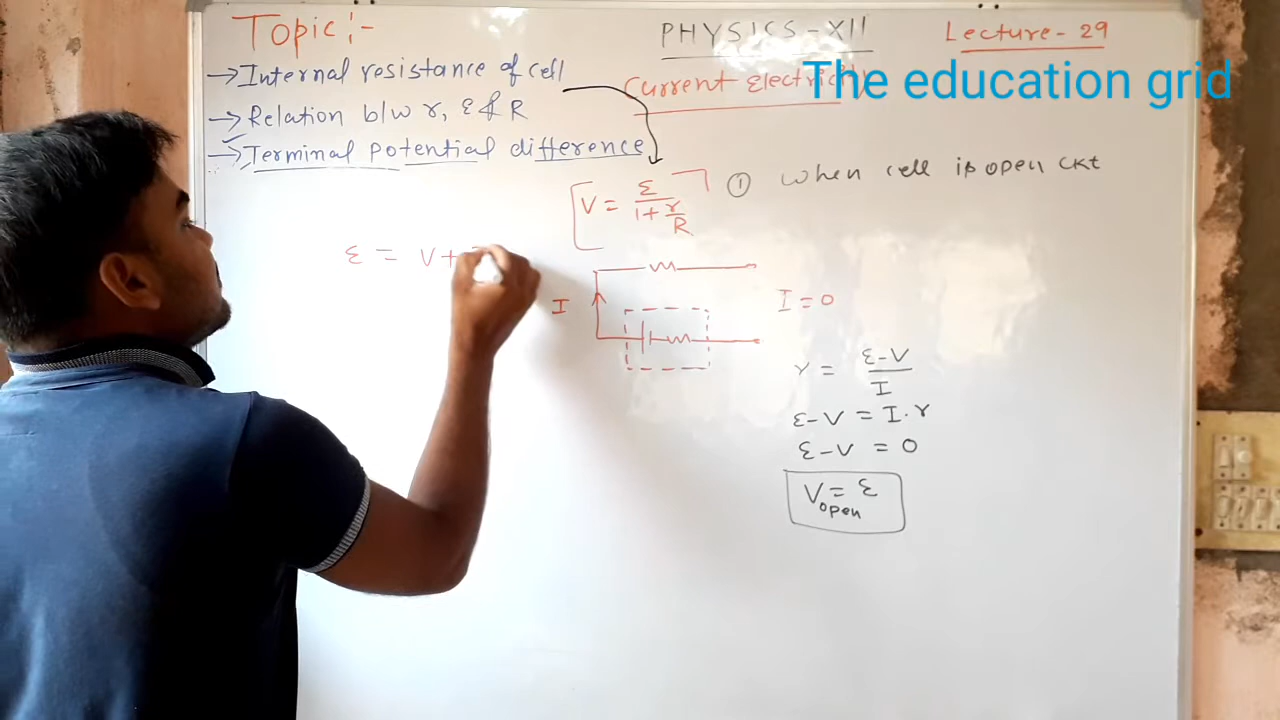 Topic :-
PHYSICS - XII
Lecture - 29
→ Internal resistance of cell
Current Electricity
The education grid
→ Relation b/w r, ε & R
→ Terminal potential difference
① when cell is open CKt
V = ε / (1 + r/R)
ε = V +
I
I = 0
r = (ε - V) / I
ε - V = I · r
ε - V = 0
V open = ε